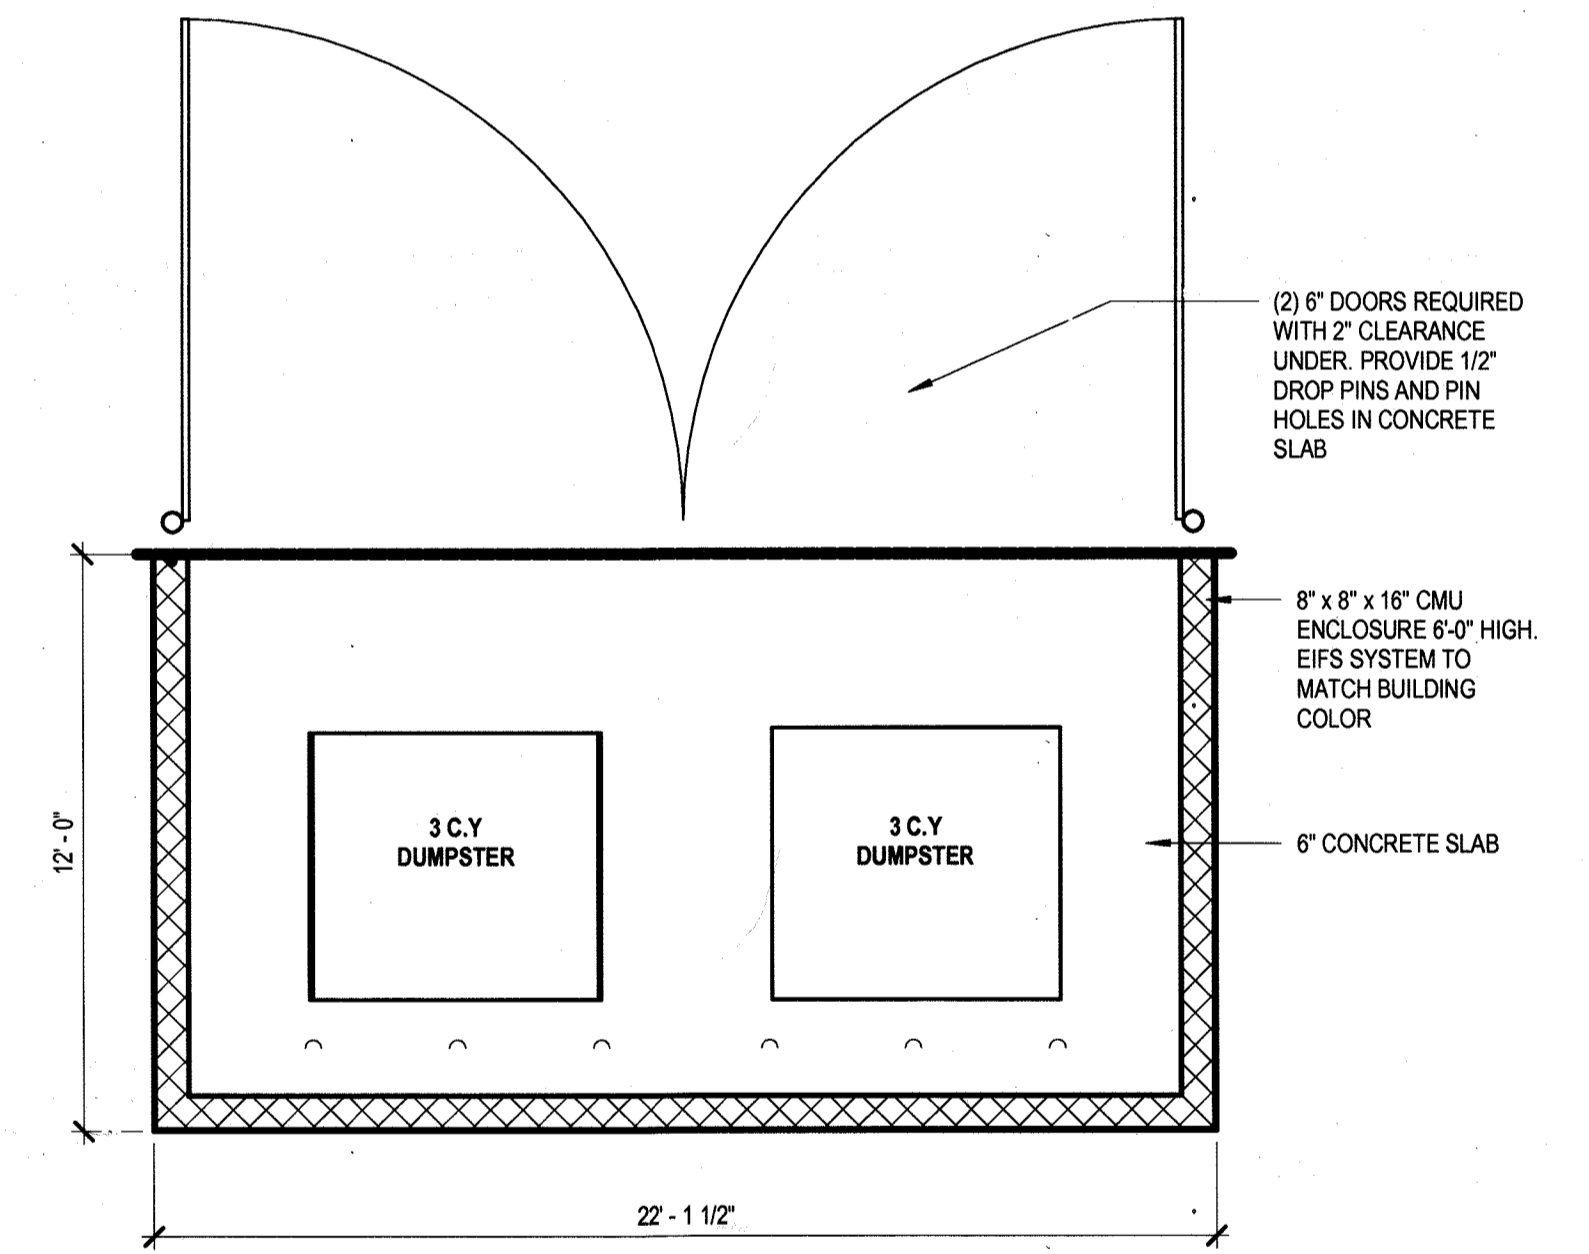 (2) 6" DOORS REQUIRED
WITH 2" CLEARANCE
UNDER. PROVIDE 1/2"
DROP PINS AND PIN
HOLES IN CONCRETE
SLAB
8" x 8" x 16" CMU
ENCLOSURE 6'-0" HIGH.
EIFS SYSTEM TO
MATCH BUILDING
COLOR
3 C.Y
DUMPSTER
3 C.Y
DUMPSTER
6" CONCRETE SLAB
12' - 0"
22' - 1 1/2"